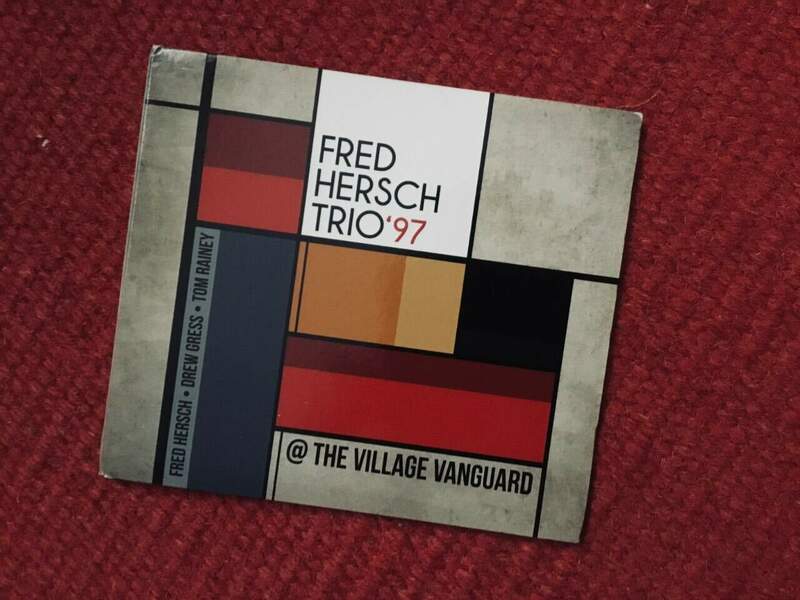 FRED
HERSCH
TRIO '97
FRED HERSCH • DREW GRESS • TOM RAINEY
@ THE VILLAGE VANGUARD